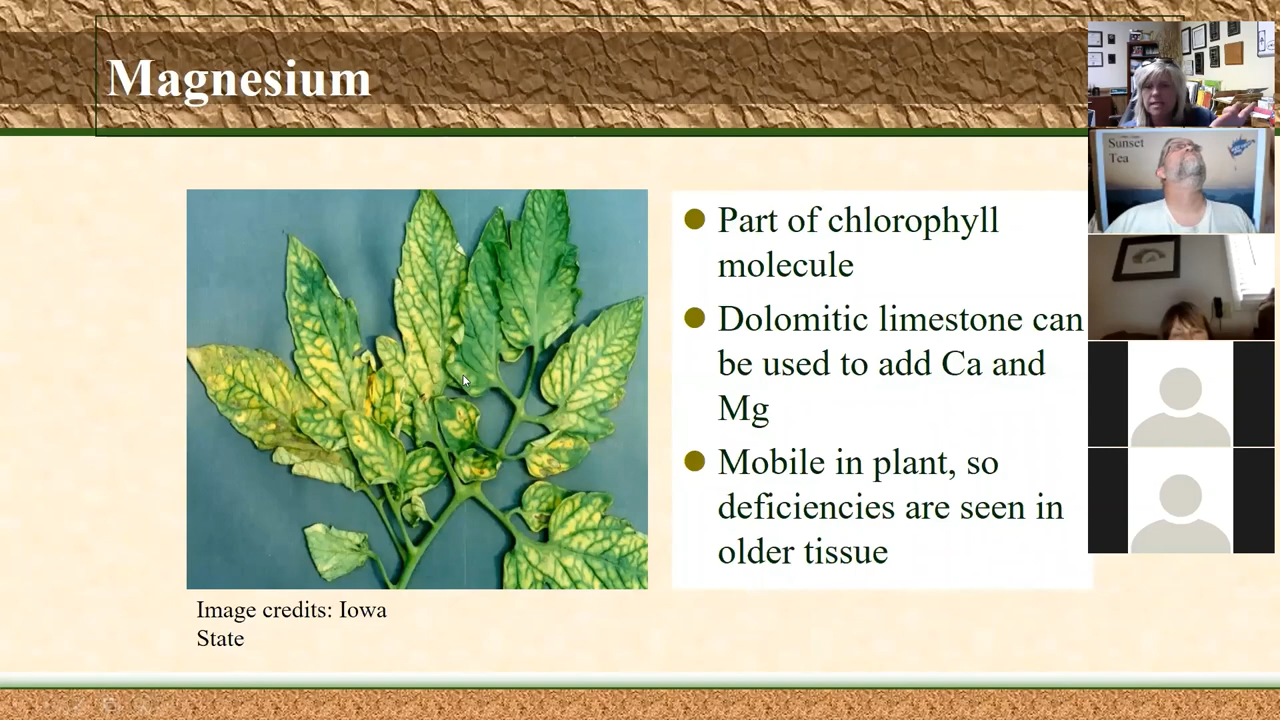 Magnesium
Part of chlorophyll
molecule
Dolomitic limestone can
be used to add Ca and
Mg
Mobile in plant, so
deficiencies are seen in
older tissue
Image credits: Iowa
State
Sunset
Tea